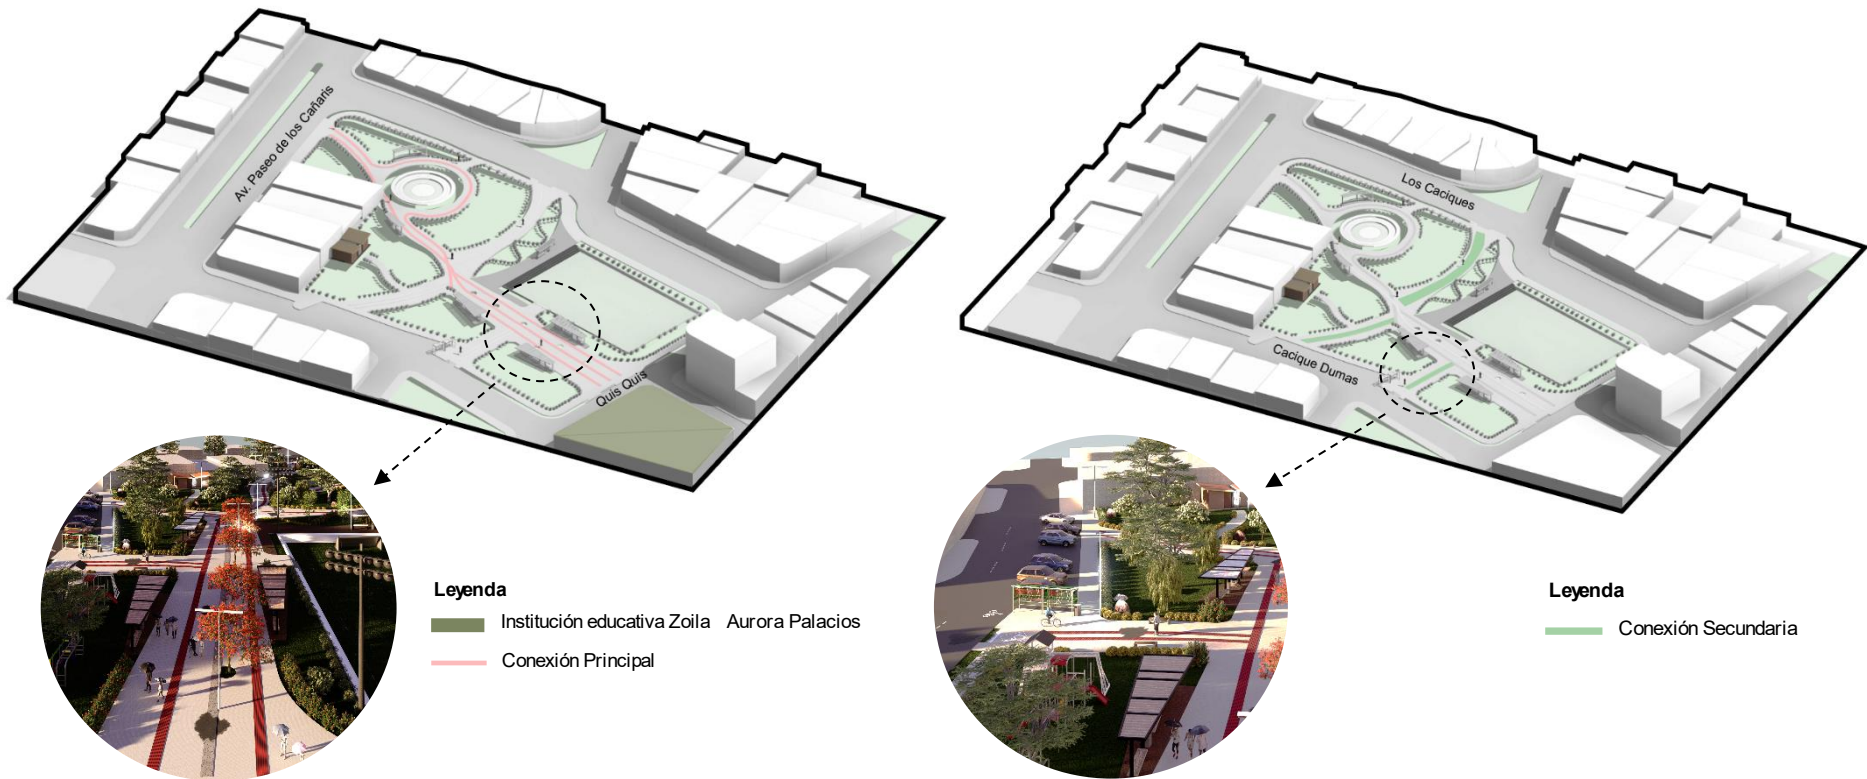 Av. Paseo de los Cañaris
Quis Quis
Leyenda
Institución educativa Zoila Aurora Palacios
Conexión Principal
Los Caciques
Cacique Dumas
Leyenda
Conexión Secundaria